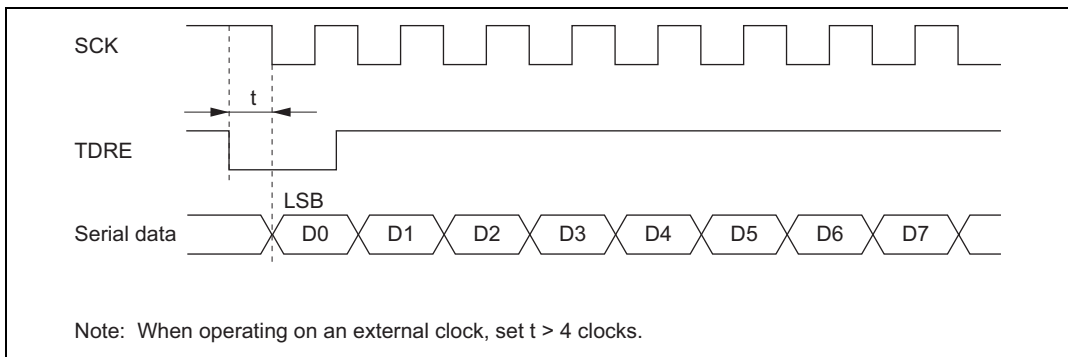 SCK
t
TDRE
LSB
Serial data D0 D1 D2 D3 D4 D5 D6 D7
Note: When operating on an external clock, set t > 4 clocks.